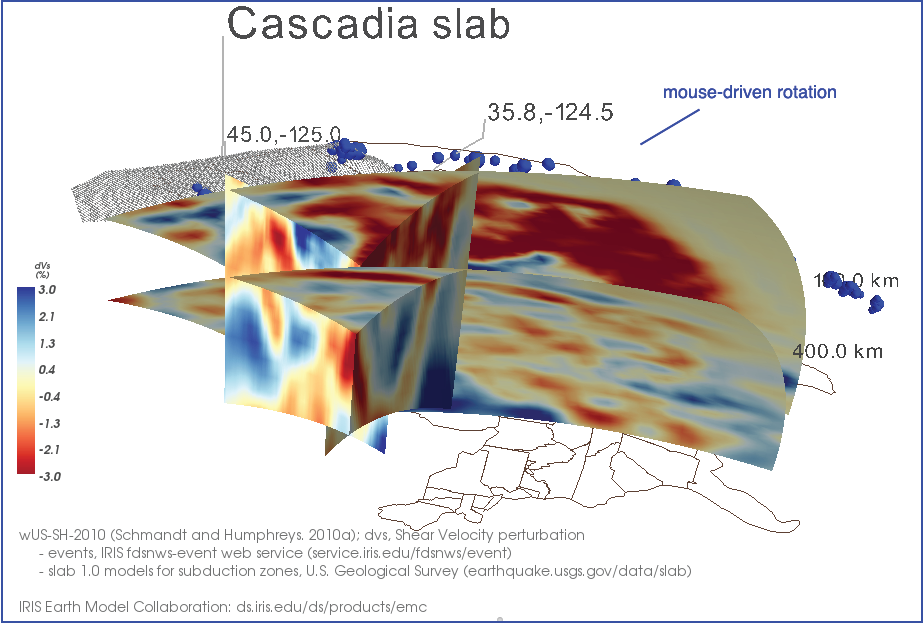 Cascadia slab
mouse-driven rotation
35.8,-124.5
45.0,-125.0
dVs
(%)
3.0
2.1
1.3
0.4
-0.4
-1.3
-2.1
-3.0
km
400.0 km
wUS-SH-2010 (Schmandt and Humphreys. 2010a); dvs, Shear Velocity perturbation
- events, IRIS fdsnws-event web service (service.iris.edu/fdsnws/event)
- slab 1.0 models for subduction zones, U.S. Geological Survey (earthquake.usgs.gov/data/slab)
IRIS Earth Model Collaboration: ds.iris.edu/ds/products/emc